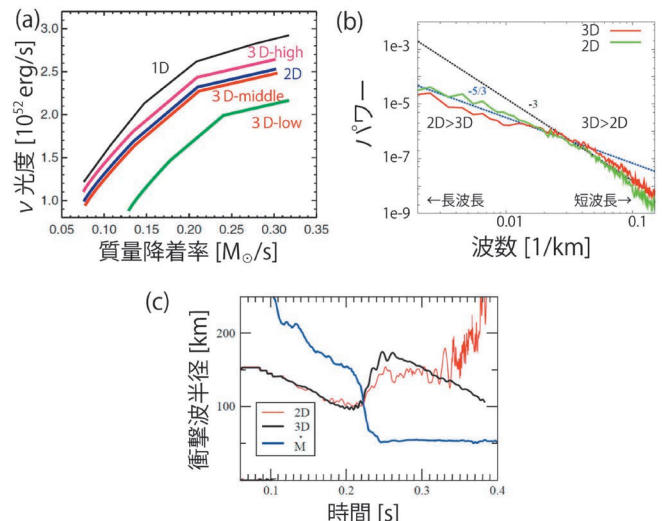 (a)
3.0
2.5
2.0
1.5
1.0
ν 光度 [10⁵² erg/s]
1D
3D-high
2D
3D-middle
3D-low
0.05 0.10 0.15 0.20 0.25 0.30 0.35
質量降着率 [M☉/s]
(b)
3D
2D
1e-3
1e-5
1e-7
1e-9
パワー
-5/3
-3
2D>3D
3D>2D
←長波長
短波長→
0.01
0.1
波数 [1/km]
(c)
200
100
衝撃波半径 [km]
2D
3D
Ṁ
0.1 0.2 0.3 0.4
時間 [s]